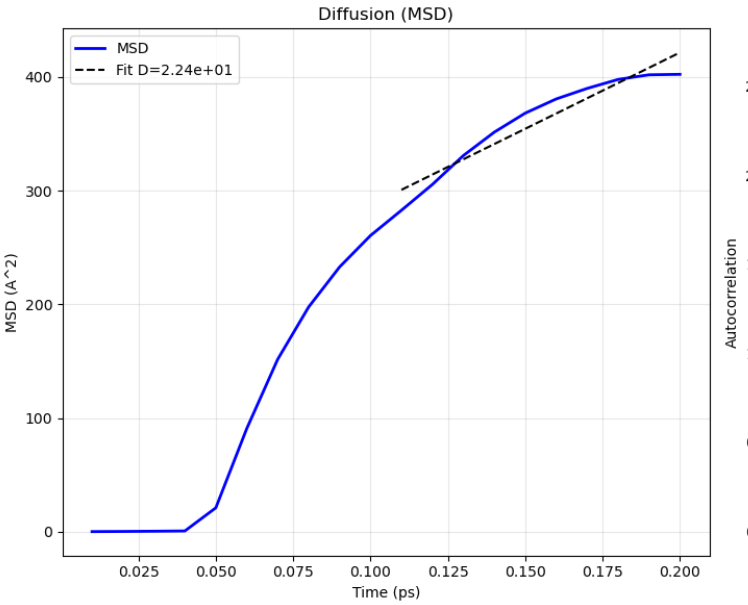 Diffusion (MSD)
MSD
Fit D=2.24e+01
MSD (A^2)
400
300
200
100
0
0.025 0.050 0.075 0.100 0.125 0.150 0.175 0.200
Time (ps)
Autocorrelation